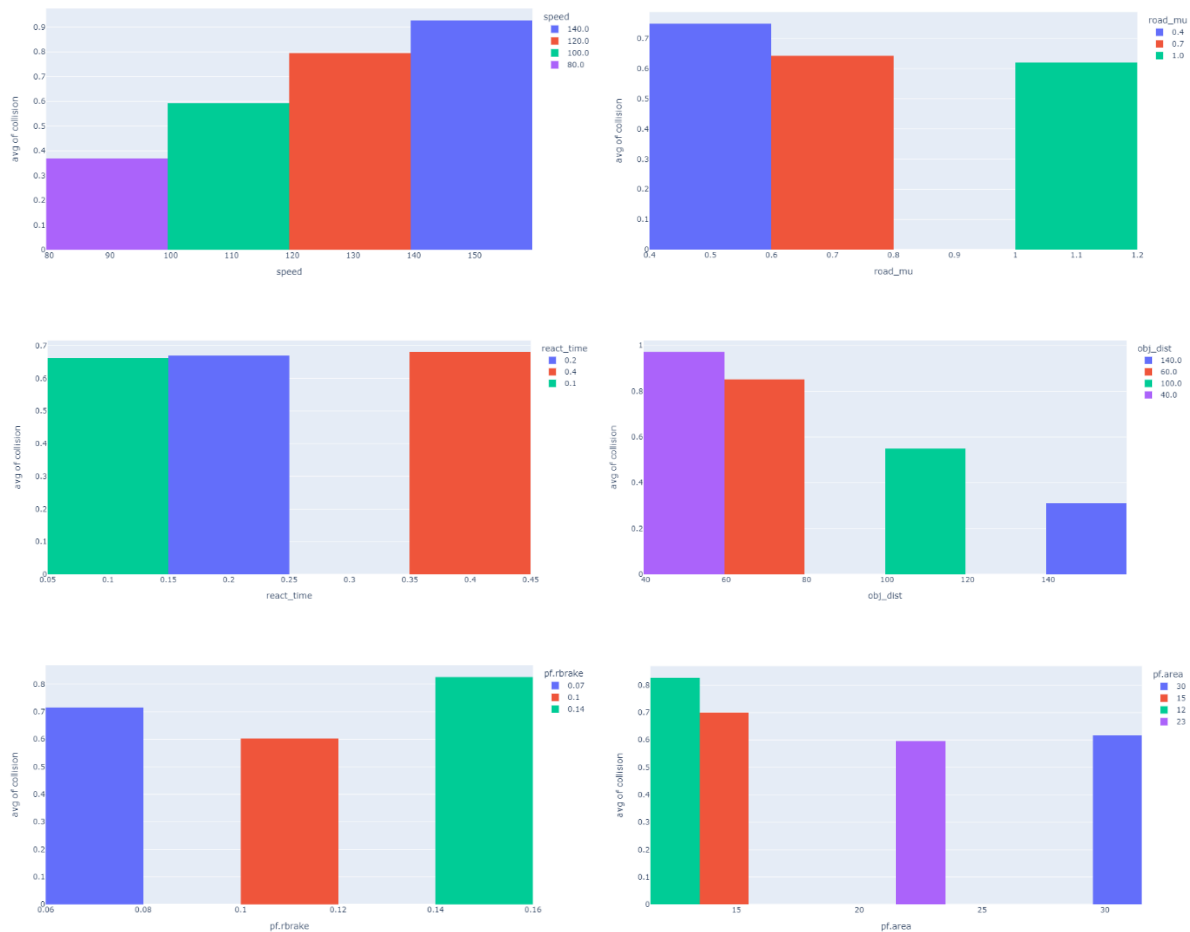 speed
140.0
120.0
100.0
80.0
avg of collision
0.9
0.8
0.7
0.6
0.5
0.4
0.3
0.2
0.1
0
80 90 100 110 120 130 140 150
speed
road_mu
0.4
0.7
1.0
avg of collision
0.7
0.6
0.5
0.4
0.3
0.2
0.1
0
0.4 0.5 0.6 0.7 0.8 0.9 1 1.1 1.2
road_mu
react_time
0.2
0.4
0.1
avg of collision
0.7
0.6
0.5
0.4
0.3
0.2
0.1
0
0.05 0.1 0.15 0.2 0.25 0.3 0.35 0.4 0.45
react_time
obj_dist
140.0
60.0
100.0
40.0
avg of collision
1
0.8
0.6
0.4
0.2
0
40 60 80 100 120 140
obj_dist
pf.rbrake
0.07
0.1
0.14
avg of collision
0.8
0.7
0.6
0.5
0.4
0.3
0.2
0.1
0
0.06 0.08 0.1 0.12 0.14 0.16
pf.rbrake
pf.area
30
15
12
23
avg of collision
0.8
0.7
0.6
0.5
0.4
0.3
0.2
0.1
0
15 20 25 30
pf.area